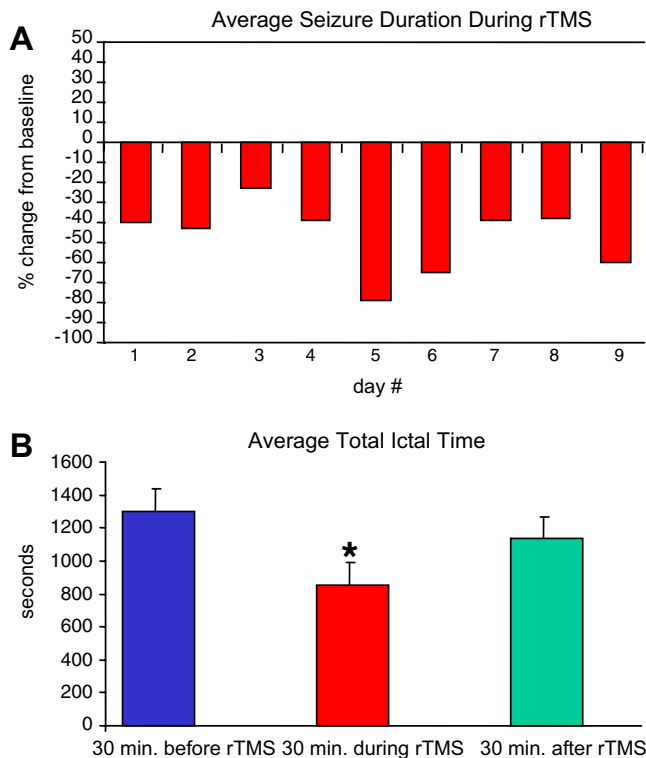 A
Average Seizure Duration During rTMS
% change from baseline
50
40
30
20
10
0
-10
-20
-30
-40
-50
-60
-70
-80
-90
-100
1 2 3 4 5 6 7 8 9
day #
B
Average Total Ictal Time
seconds
1600
1400
1200
1000
800
600
400
200
0
*
30 min. before rTMS 30 min. during rTMS 30 min. after rTMS